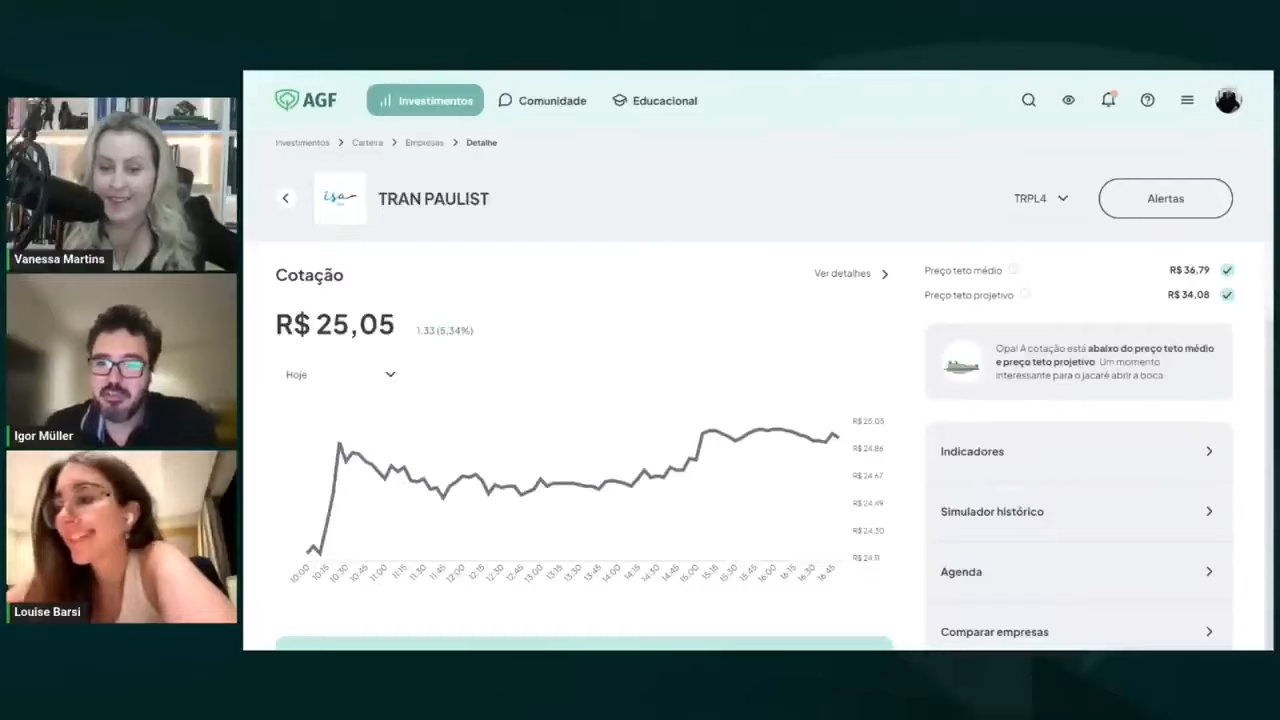 AGF
Investimentos
Comunidade
Educacional
Investimentos > Carteira > Empresas > Detalhe
isa
TRAN PAULIST
TRPL4
Alertas
Cotação
Ver detalhes
R$ 25,05
1.33 (5,34%)
Hoje
R$ 25,05
R$ 24,86
R$ 24,67
R$ 24,49
R$ 24,30
R$ 24,11
10:00 10:15 10:30 10:45 11:00 11:15 11:30 11:45 12:00 12:15 12:30 12:45 13:00 13:15 13:30 13:45 14:00 14:15 14:30 14:45 15:00 15:15 15:30 15:45 16:00 16:15 16:30 16:45
Preço teto médio
R$ 36,79
Preço teto projetivo
R$ 34,08
Opa! A cotação está abaixo do preço teto médio
e preço teto projetivo. Um momento
interessante para o jacaré abrir a boca.
Indicadores
Simulador histórico
Agenda
Comparar empresas
Vanessa Martins
Igor Müller
Louise Barsi